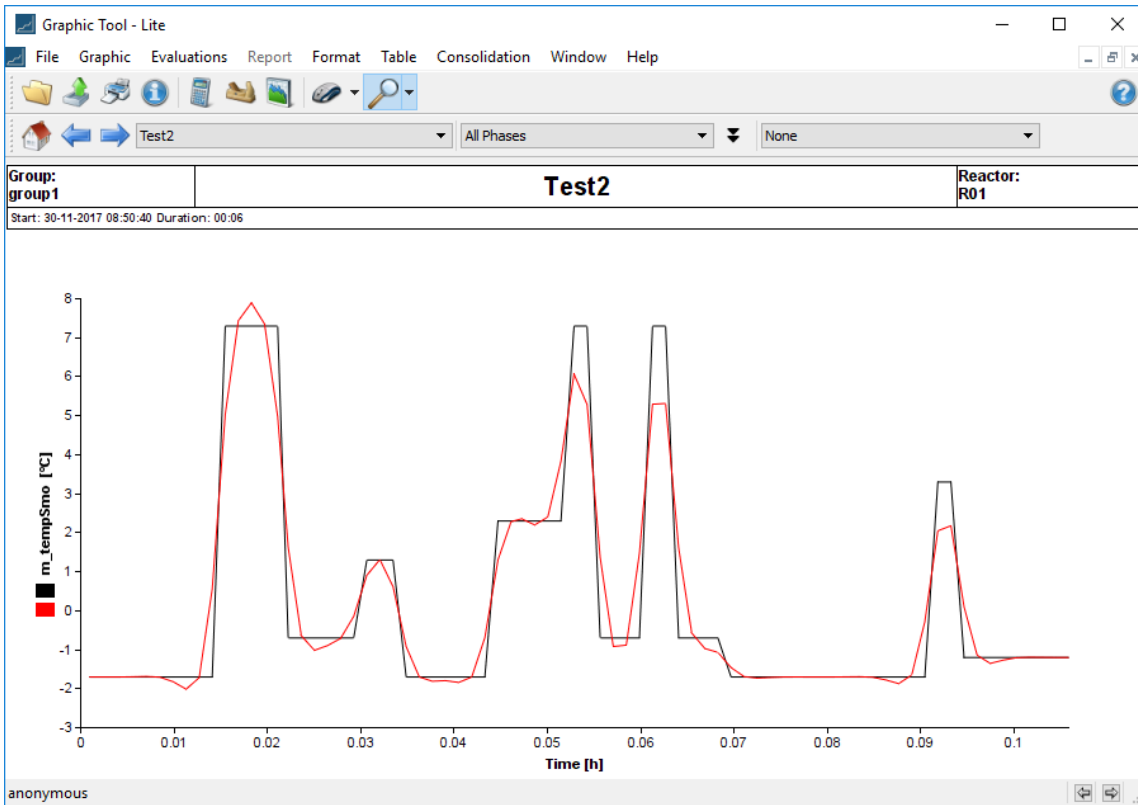 Graphic Tool - Lite
File Graphic Evaluations Report Format Table Consolidation Window Help
Test2 All Phases None
Group:
group1
Test2
Reactor:
R01
Start: 30-11-2017 08:50:40 Duration: 00:06
8
7
6
5
4
3
2
1
0
-1
-2
-3
m_tempSmo [°C]
0 0.01 0.02 0.03 0.04 0.05 0.06 0.07 0.08 0.09 0.1
Time [h]
anonymous